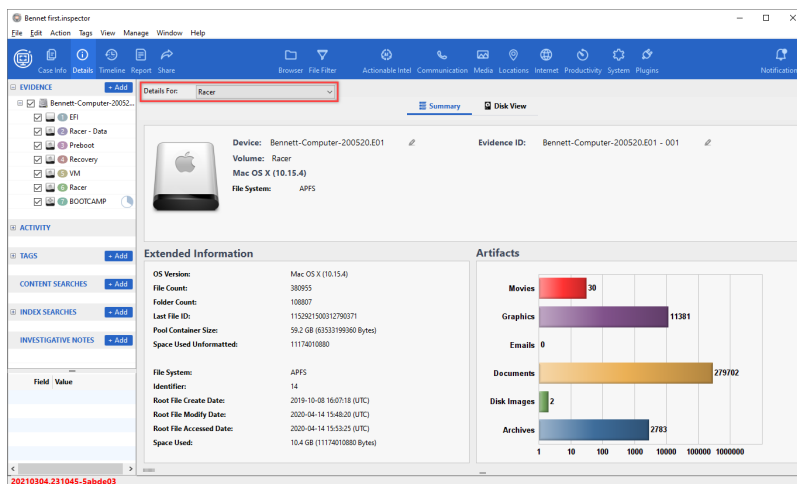 Bennet first.inspector
File Edit Action Tags View Manage Window Help
Case Info Details Timeline Report Share Browser File Filter Actionable Intel Communication Media Locations Internet Productivity System Plugins Notification
EVIDENCE + Add
Bennett-Computer-20052...
1 EFI
2 Racer - Data
3 Preboot
4 Recovery
5 VM
6 Racer
7 BOOTCAMP
ACTIVITY
TAGS + Add
CONTENT SEARCHES + Add
INDEX SEARCHES + Add
INVESTIGATIVE NOTES + Add
Field Value
20210304.231045-5abde03
Details For: Racer
Summary Disk View
Device: Bennett-Computer-200520.E01 Evidence ID: Bennett-Computer-200520.E01 - 001
Volume: Racer
Mac OS X (10.15.4)
File System: APFS
Extended Information
OS Version: Mac OS X (10.15.4)
File Count: 380955
Folder Count: 108807
Last File ID: 1152921500312790371
Pool Container Size: 59.2 GB (63533199360 Bytes)
Space Used Unformatted: 11174010880
File System: APFS
Identifier: 14
Root File Create Date: 2019-10-08 16:07:18 (UTC)
Root File Modify Date: 2020-04-14 15:48:20 (UTC)
Root File Accessed Date: 2020-04-14 15:53:25 (UTC)
Space Used: 10.4 GB (11174010880 Bytes)
Artifacts
Movies 30
Graphics 11381
Emails 0
Documents 279702
Disk Images 2
Archives 2783
1 10 100 1000 10000 100000 1000000